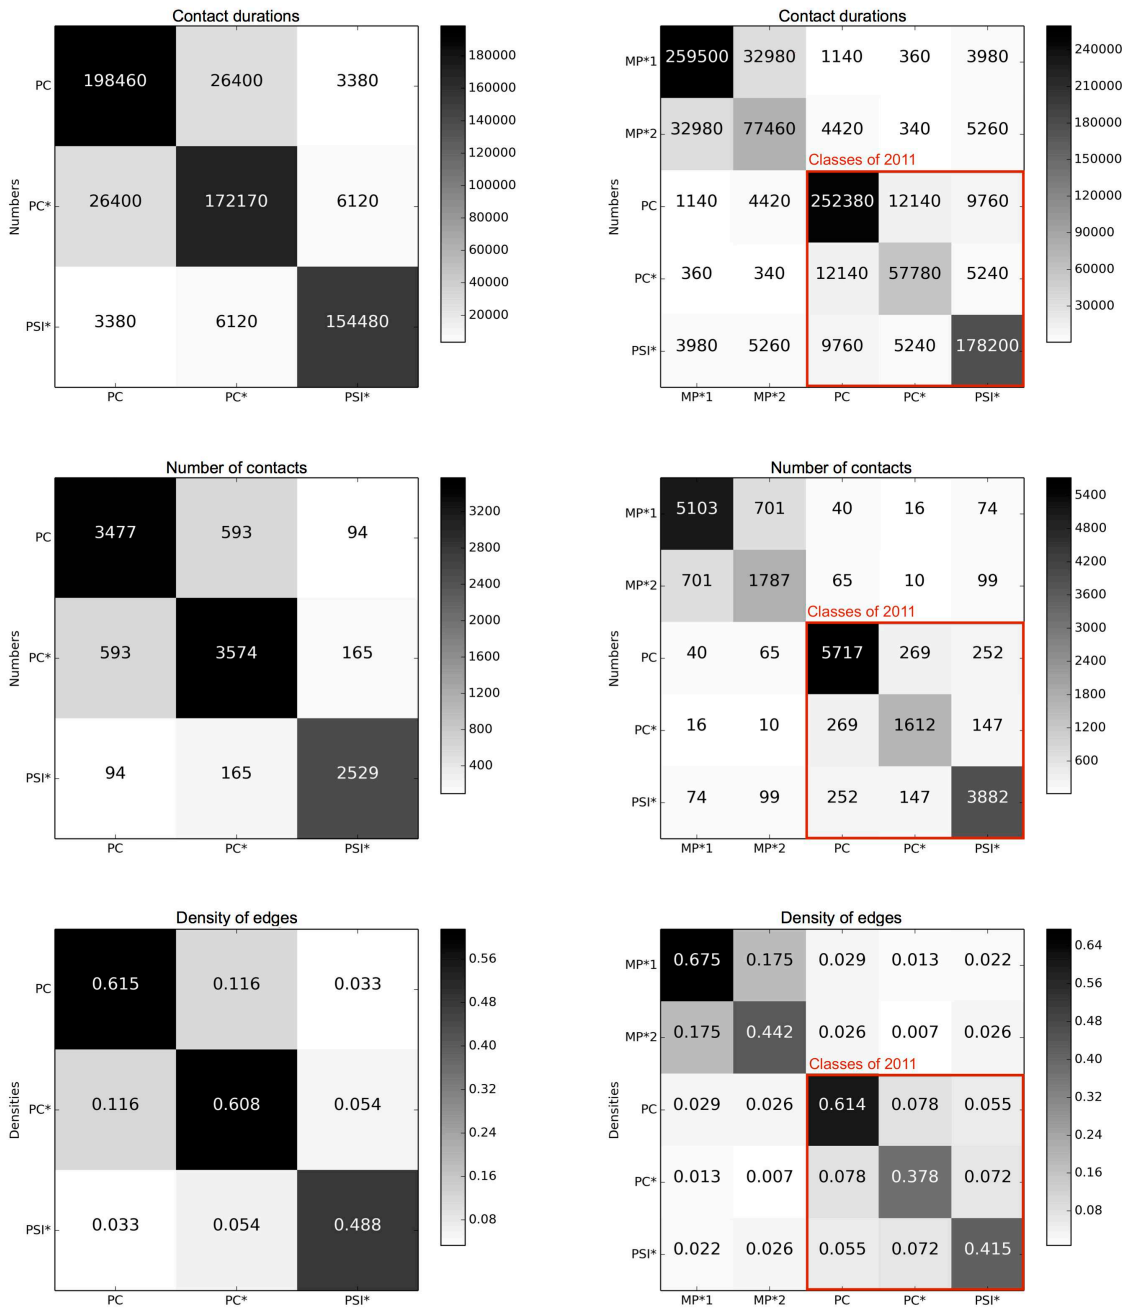 Contact durations
PC 198460 26400 3380
PC* 26400 172170 6120
PSI* 3380 6120 154480
PC PC* PSI*
Numbers
180000
160000
140000
120000
100000
80000
60000
40000
20000
Contact durations
MP*1 259500 32980 1140 360 3980
MP*2 32980 77460 4420 340 5260
Classes of 2011
PC 1140 4420 252380 12140 9760
PC* 360 340 12140 57780 5240
PSI* 3980 5260 9760 5240 178200
MP*1 MP*2 PC PC* PSI*
Numbers
240000
210000
180000
150000
120000
90000
60000
30000
Number of contacts
PC 3477 593 94
PC* 593 3574 165
PSI* 94 165 2529
PC PC* PSI*
Numbers
3200
2800
2400
2000
1600
1200
800
400
Number of contacts
MP*1 5103 701 40 16 74
MP*2 701 1787 65 10 99
Classes of 2011
PC 40 65 5717 269 252
PC* 16 10 269 1612 147
PSI* 74 99 252 147 3882
MP*1 MP*2 PC PC* PSI*
Numbers
5400
4800
4200
3600
3000
2400
1800
1200
600
Density of edges
PC 0.615 0.116 0.033
PC* 0.116 0.608 0.054
PSI* 0.033 0.054 0.488
PC PC* PSI*
Densities
0.56
0.48
0.40
0.32
0.24
0.16
0.08
Density of edges
MP*1 0.675 0.175 0.029 0.013 0.022
MP*2 0.175 0.442 0.026 0.007 0.026
Classes of 2011
PC 0.029 0.026 0.614 0.078 0.055
PC* 0.013 0.007 0.078 0.378 0.072
PSI* 0.022 0.026 0.055 0.072 0.415
MP*1 MP*2 PC PC* PSI*
Densities
0.64
0.56
0.48
0.40
0.32
0.24
0.16
0.08